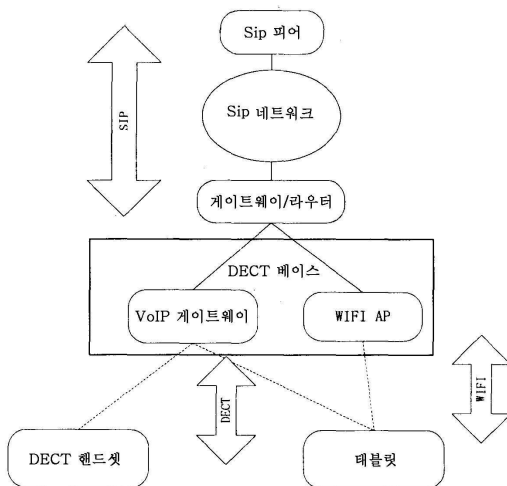 Sip 피어
SIP
Sip 네트워크
게이트웨이/라우터
DECT 베이스
VoIP 게이트웨이
WIFI AP
DECT
WIFI
DECT 핸드셋
태블릿